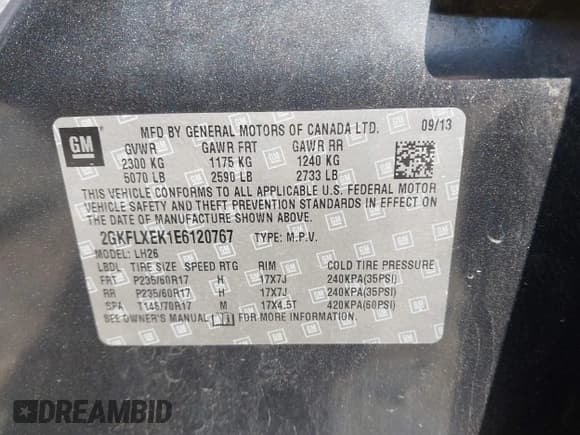 GM
MFD BY GENERAL MOTORS OF CANADA LTD. 09/13
GVWR GAWR FRT GAWR RR
2300 KG 1175 KG 1240 KG
5070 LB 2590 LB 2733 LB
THIS VEHICLE CONFORMS TO ALL APPLICABLE U.S. FEDERAL MOTOR
VEHICLE SAFETY AND THEFT PREVENTION STANDARDS IN EFFECT ON
THE DATE OF MANUFACTURE SHOWN ABOVE.
2GKFLXEK1E6120767 TYPE: M.P.V.
MODEL: LH26
LBDL TIRE SIZE SPEED RTG RIM COLD TIRE PRESSURE
FRT P235/60R17 H 17X7J 240KPA(35PSI)
RR P235/60R17 H 17X7J 240KPA(35PSI)
SPA T145/70R17 M 17X4.5T 420KPA(60PSI)
SEE OWNER'S MANUAL FOR MORE INFORMATION.
DREAMBID